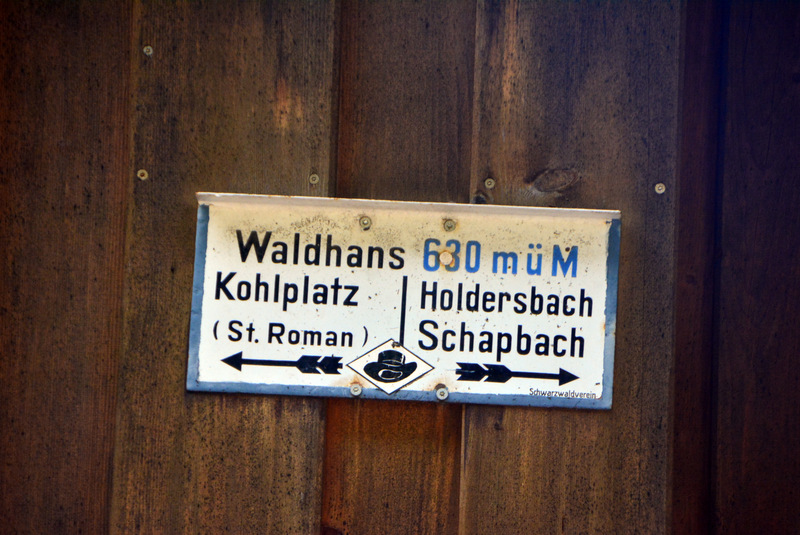 Waldhans 630 müM
Kohlplatz
(St. Roman)
Holdersbach
Schapbach
Schwarzwaldverein